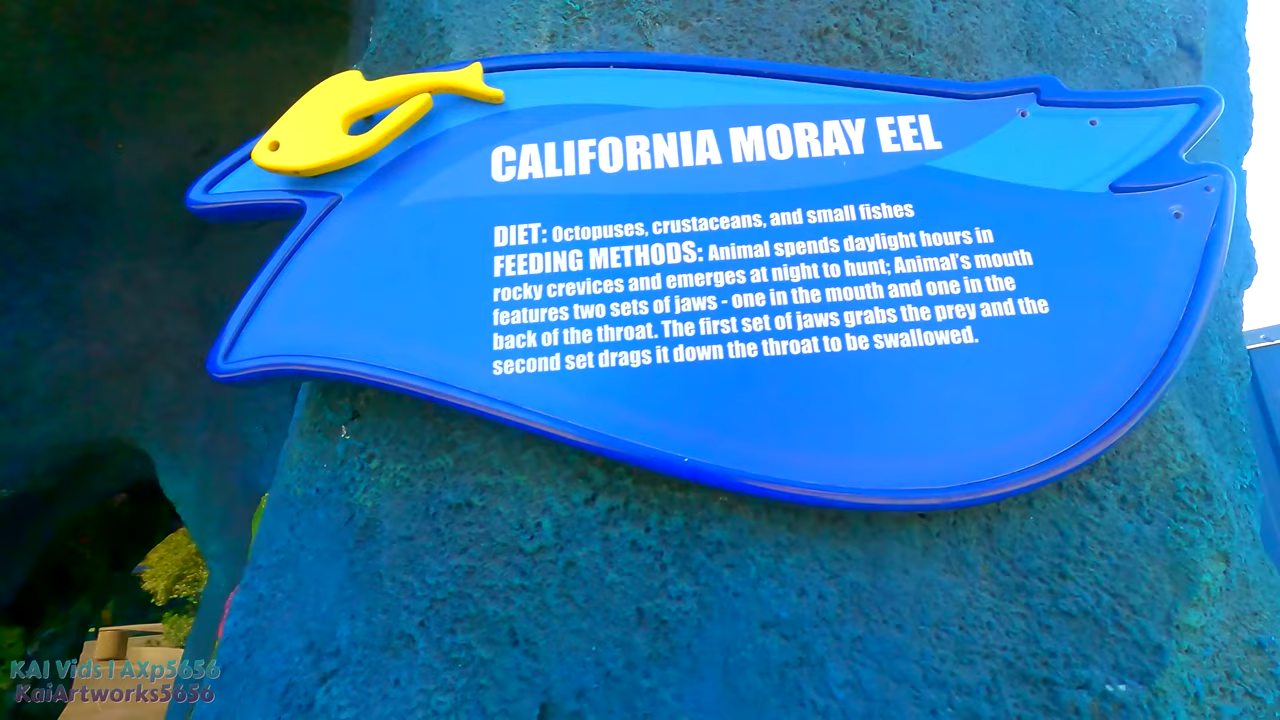 CALIFORNIA MORAY EEL
DIET: Octopuses, crustaceans, and small fishes
FEEDING METHODS: Animal spends daylight hours in
rocky crevices and emerges at night to hunt; Animal's mouth
features two sets of jaws - one in the mouth and one in the
back of the throat. The first set of jaws grabs the prey and the
second set drags it down the throat to be swallowed.
KAI Vids I AXp5656
KaiArtworks5656